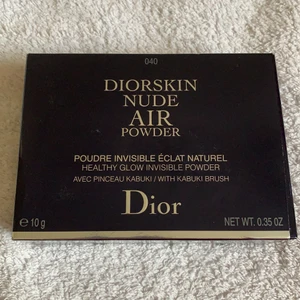 040
DIORSKIN
NUDE
AIR
POWDER
POUDRE INVISIBLE ÉCLAT NATUREL
HEALTHY GLOW INVISIBLE POWDER
AVEC PINCEAU KABUKI / WITH KABUKI BRUSH
Dior
℮ 10 g NET WT. 0.35 OZ